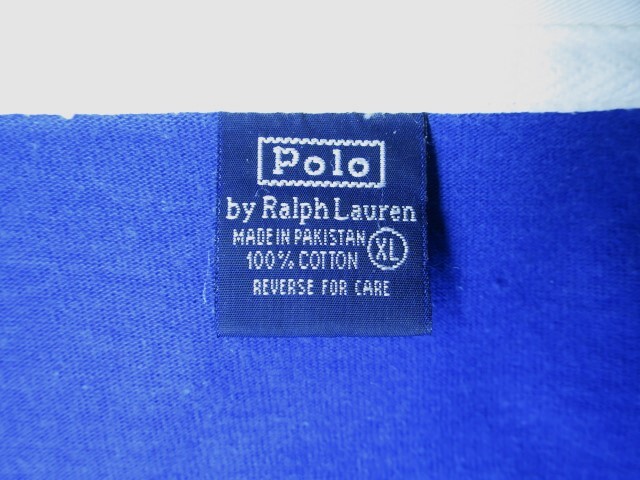 Polo
by Ralph Lauren
MADE IN PAKISTAN
100% COTTON
XL
REVERSE FOR CARE